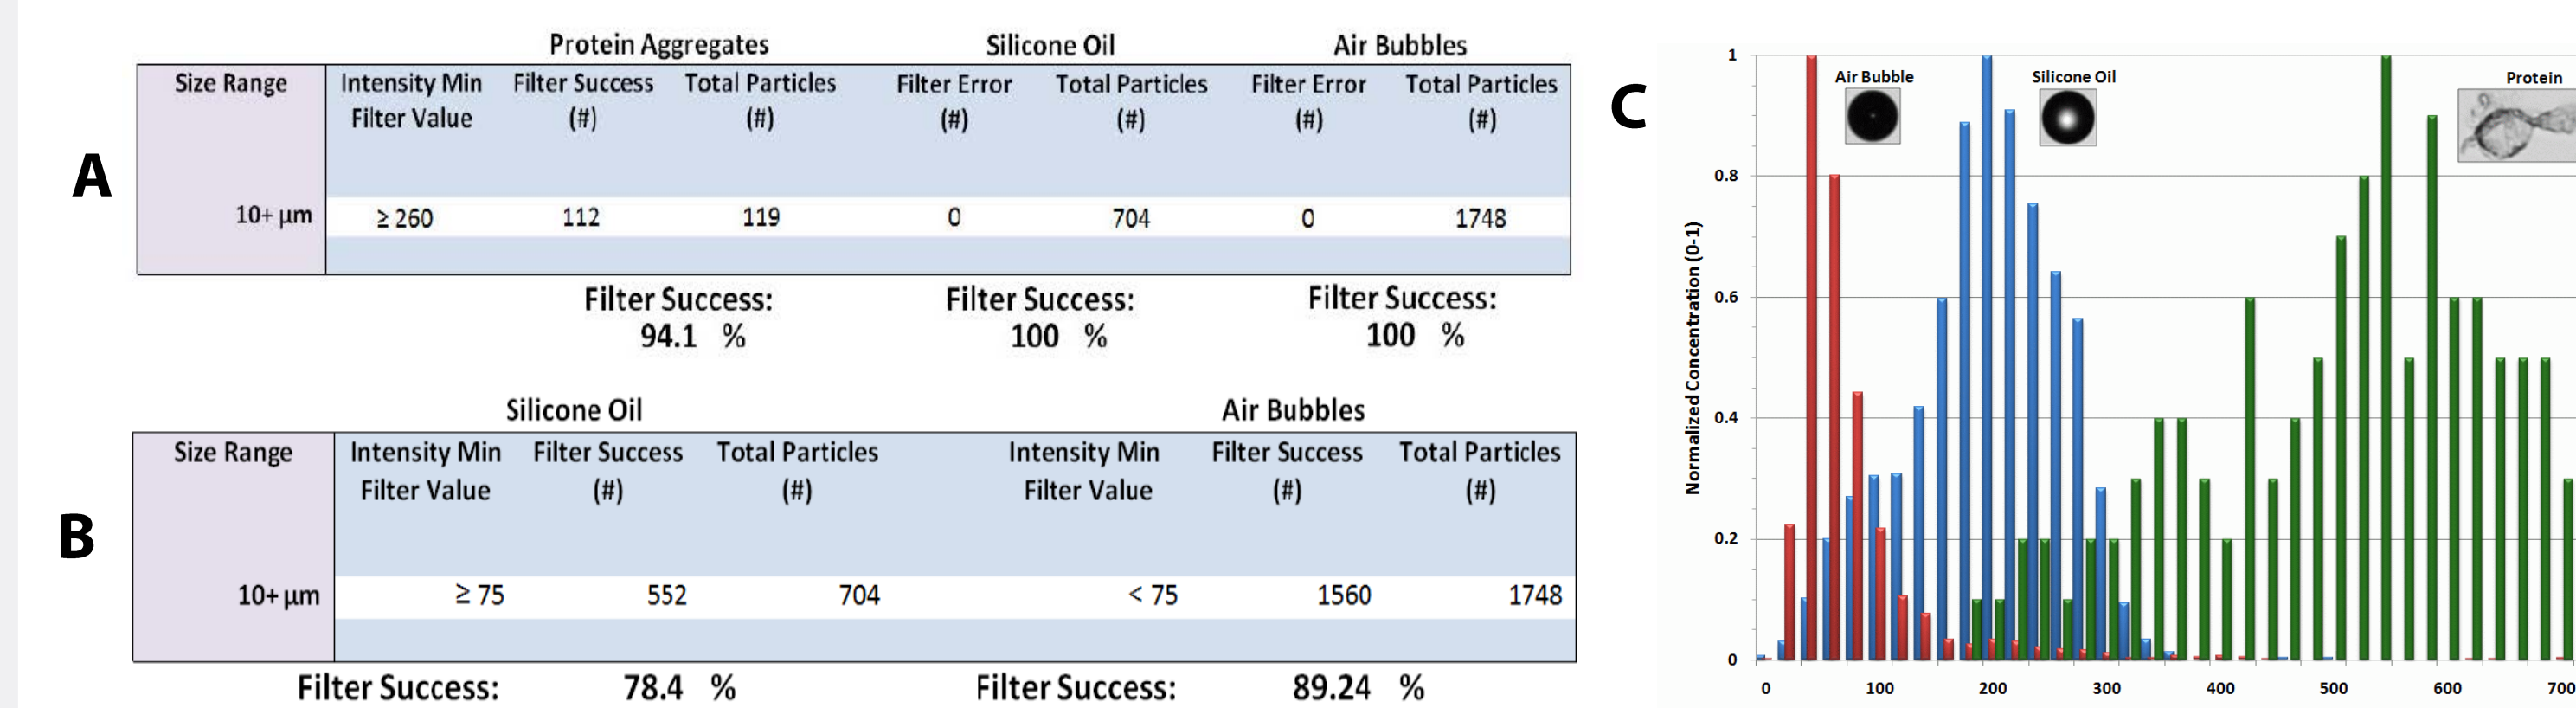 A
Protein Aggregates Silicone Oil Air Bubbles
Size Range Intensity Min Filter Success Total Particles Filter Error Total Particles Filter Error Total Particles
Filter Value (#) (#) (#) (#) (#) (#)
10+ µm ≥ 260 112 119 0 704 0 1748
Filter Success: Filter Success: Filter Success:
94.1 % 100 % 100 %
B
Silicone Oil Air Bubbles
Size Range Intensity Min Filter Success Total Particles Intensity Min Filter Success Total Particles
Filter Value (#) (#) Filter Value (#) (#)
10+ µm ≥ 75 552 704 < 75 1560 1748
Filter Success: 78.4 % Filter Success: 89.24 %
C
Air Bubble Silicone Oil Protein
Normalized Concentration (0-1)
1
0.8
0.6
0.4
0.2
0
0 100 200 300 400 500 600 700